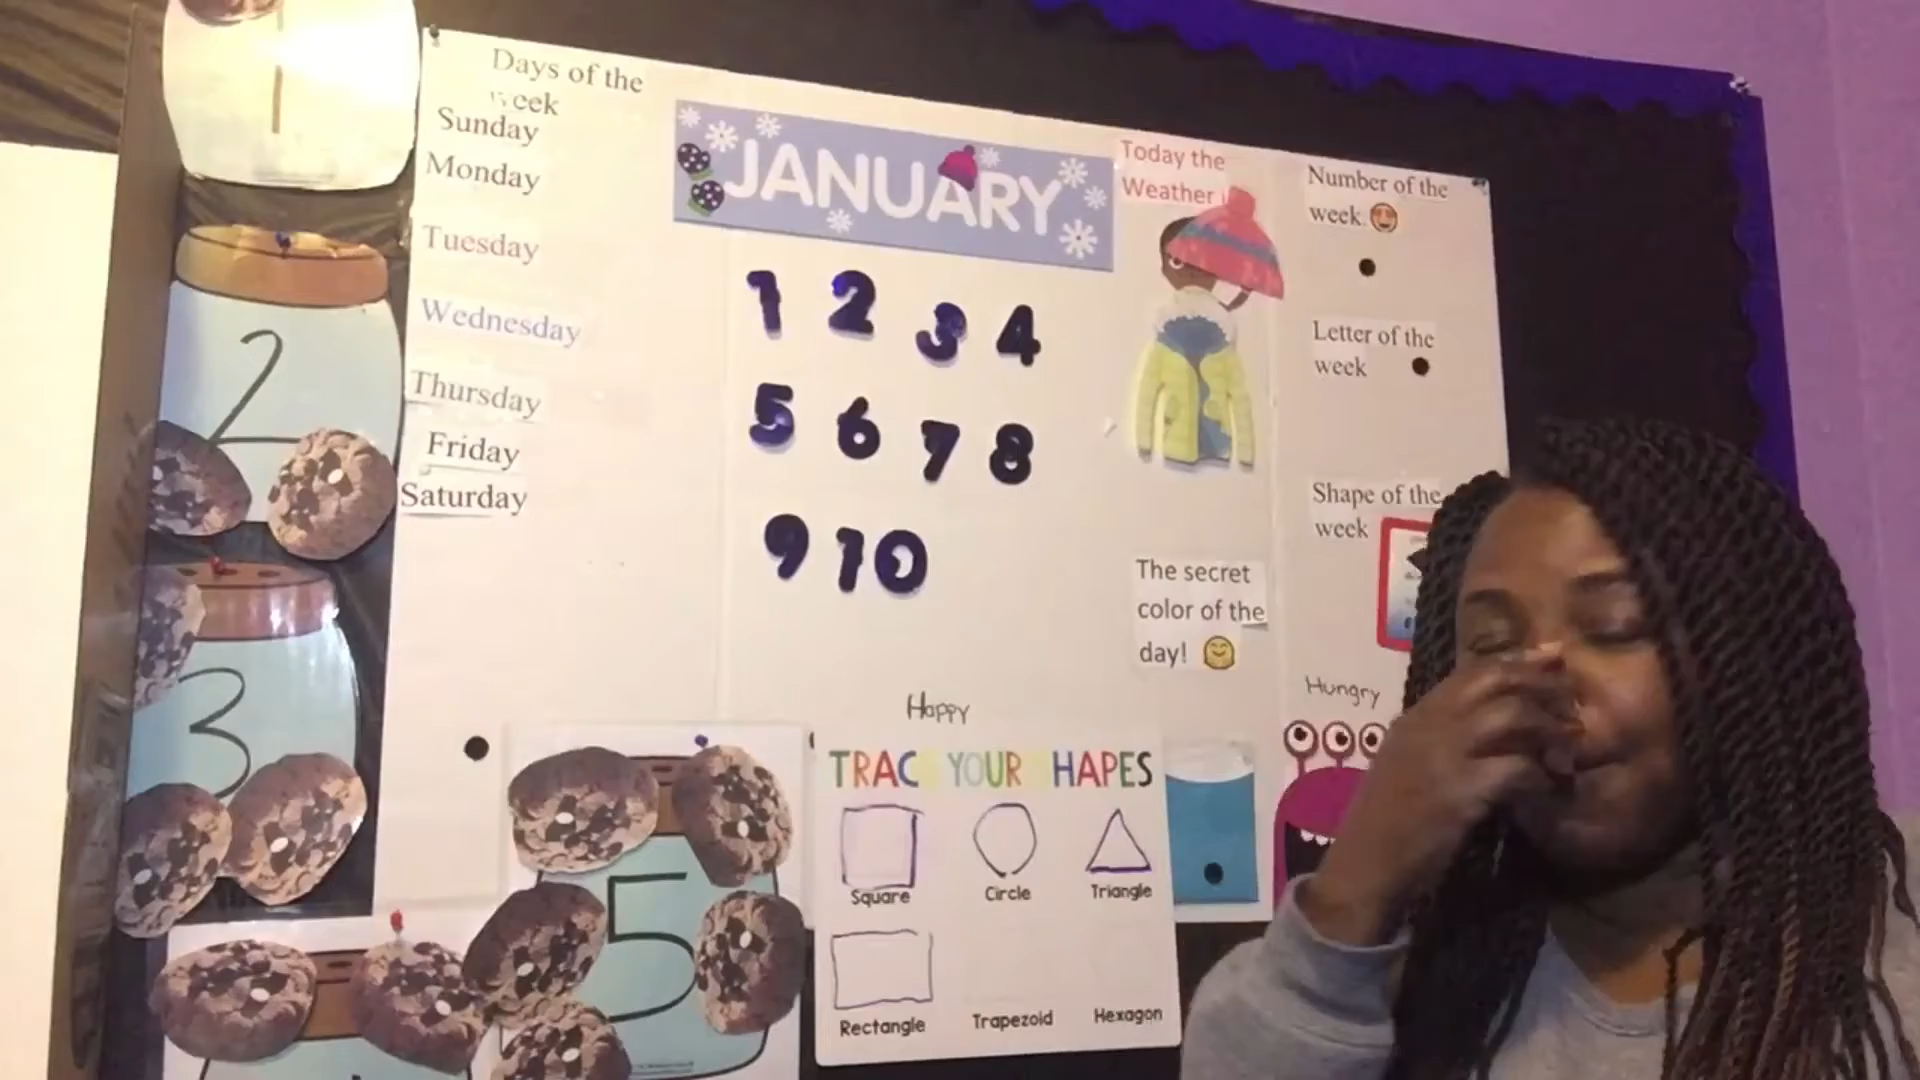 1
2
3
5
Days of the
week
Sunday
Monday
Tuesday
Wednesday
Thursday
Friday
Saturday
JANUARY
1 2 3 4
5 6 7 8
9 10
Today the
Weather
The secret
color of the
day!
Number of the
week.
Letter of the
week
Shape of the
week
Hungry
Happy
TRAC YOUR HAPES
Square Circle Triangle
Rectangle Trapezoid Hexagon